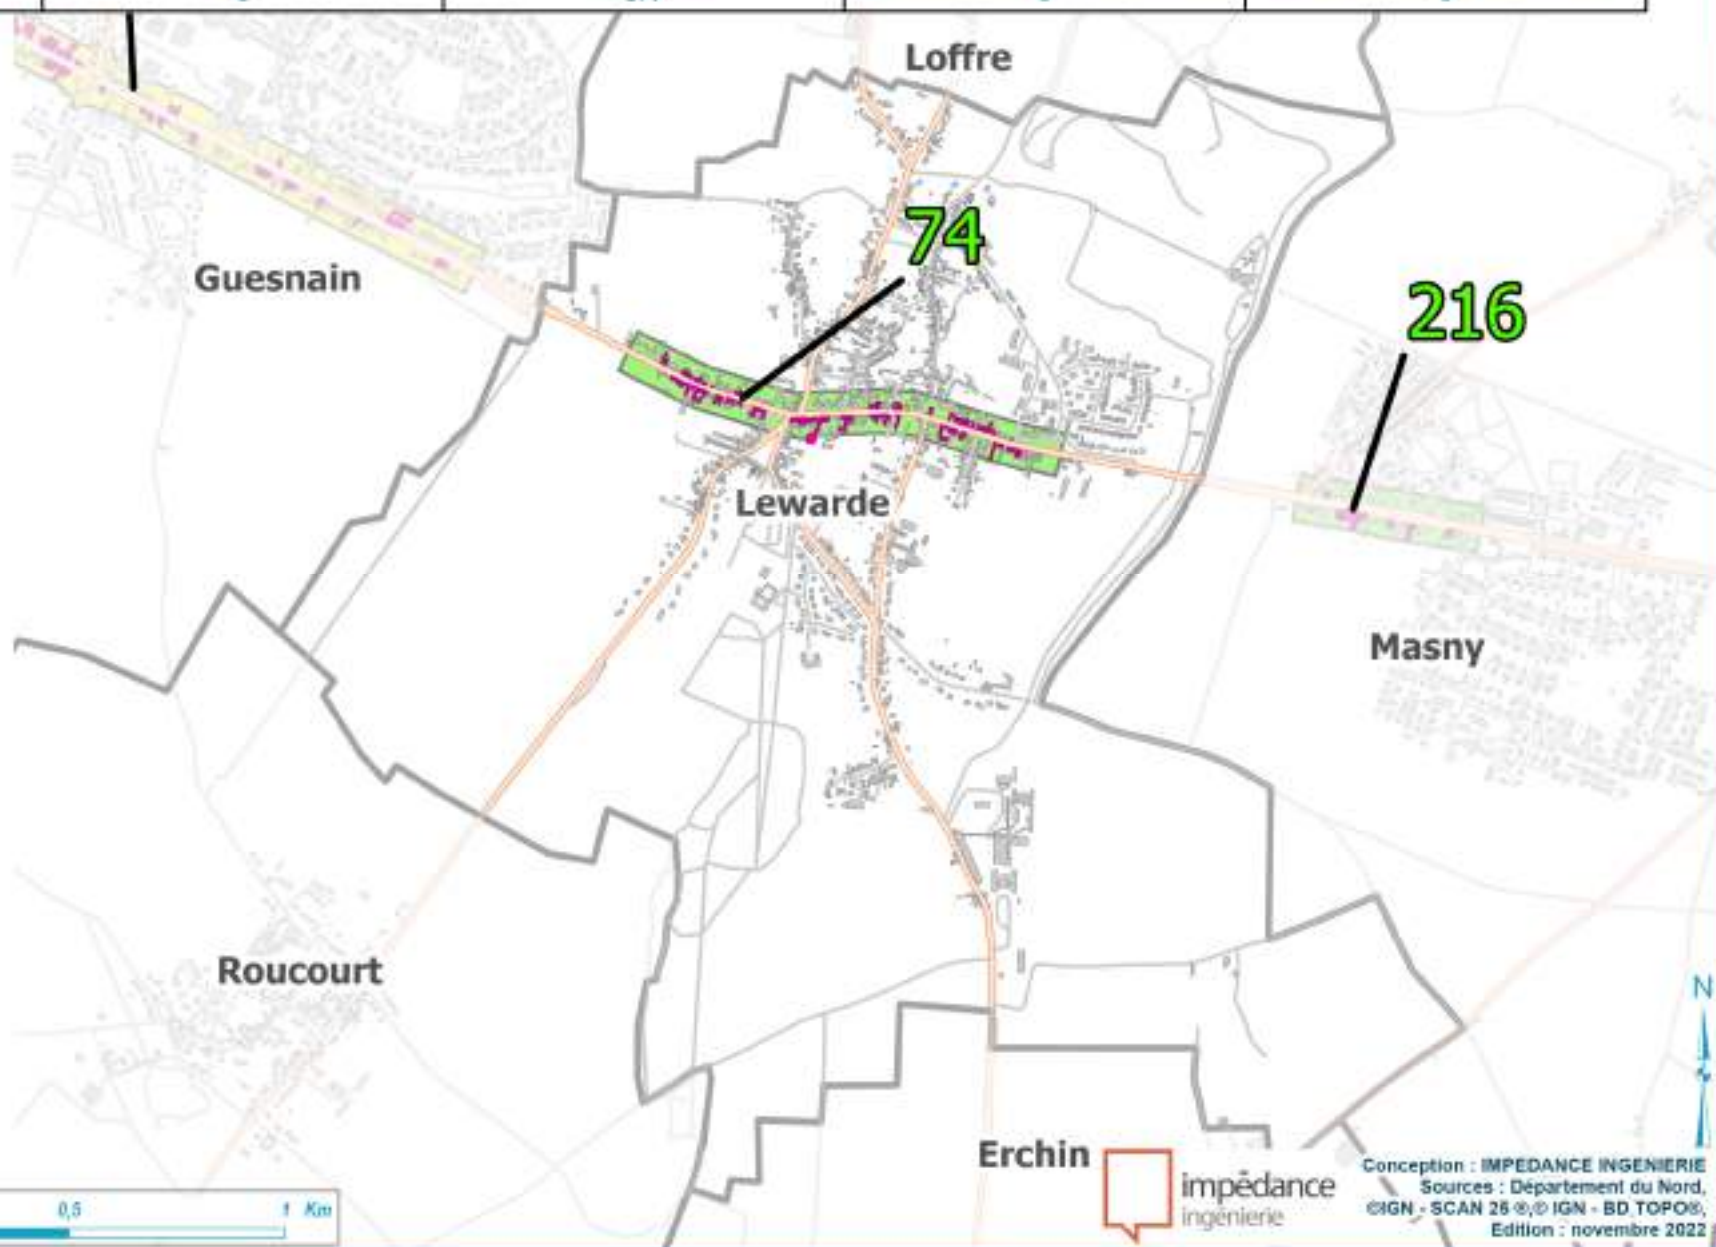 Loffre
74
Guesnain
216
Lewarde
Masny
Roucourt
N
Erchin
impédance
ingénierie
Conception : IMPEDANCE INGENIERIE
Sources : Département du Nord,
©IGN - SCAN 25 ®,© IGN - BD TOPO®,
Edition : novembre 2022
0,5 1 Km